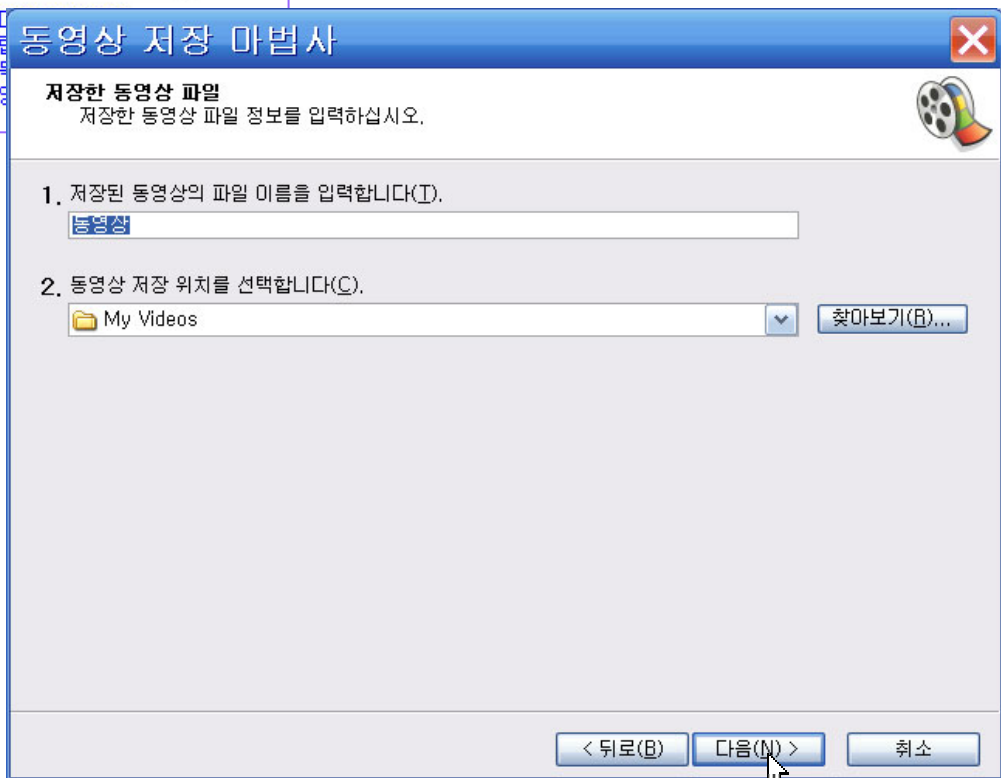 동영상 저장 마법사
저장한 동영상 파일
저장한 동영상 파일 정보를 입력하십시오.
1. 저장된 동영상의 파일 이름을 입력합니다(T).
동영상
2. 동영상 저장 위치를 선택합니다(C).
My Videos
찾아보기(R)...
< 뒤로(B) 다음(N) > 취소